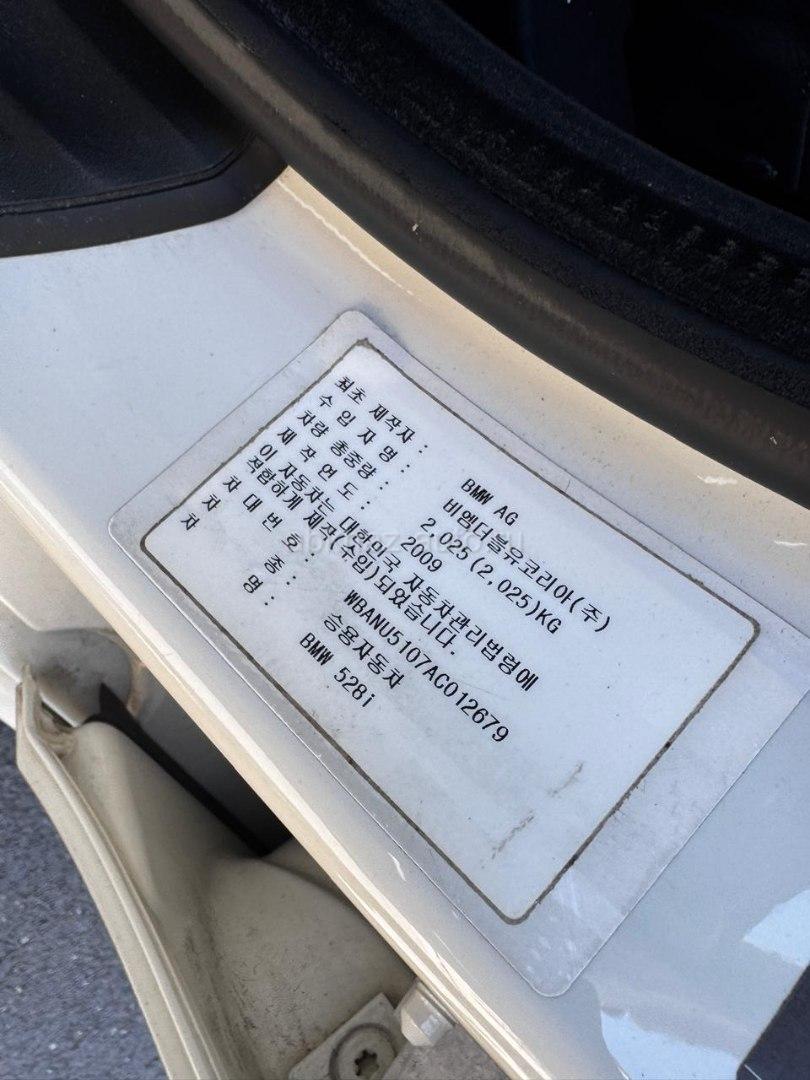 최초 제작자 : BMW AG
수 입 자 명 : 비엠더블유코리아(주)
차량 총중량 : 2,025(2,025)KG
제 작 연 도 : 2009
이 자동차는 대한민국 자동차관리법령에
적합하게 제작(수입)되었습니다.
차 대 번 호 : WBANU5107AC012679
차 종 : 승용자동차
차 명 : BMW 528i